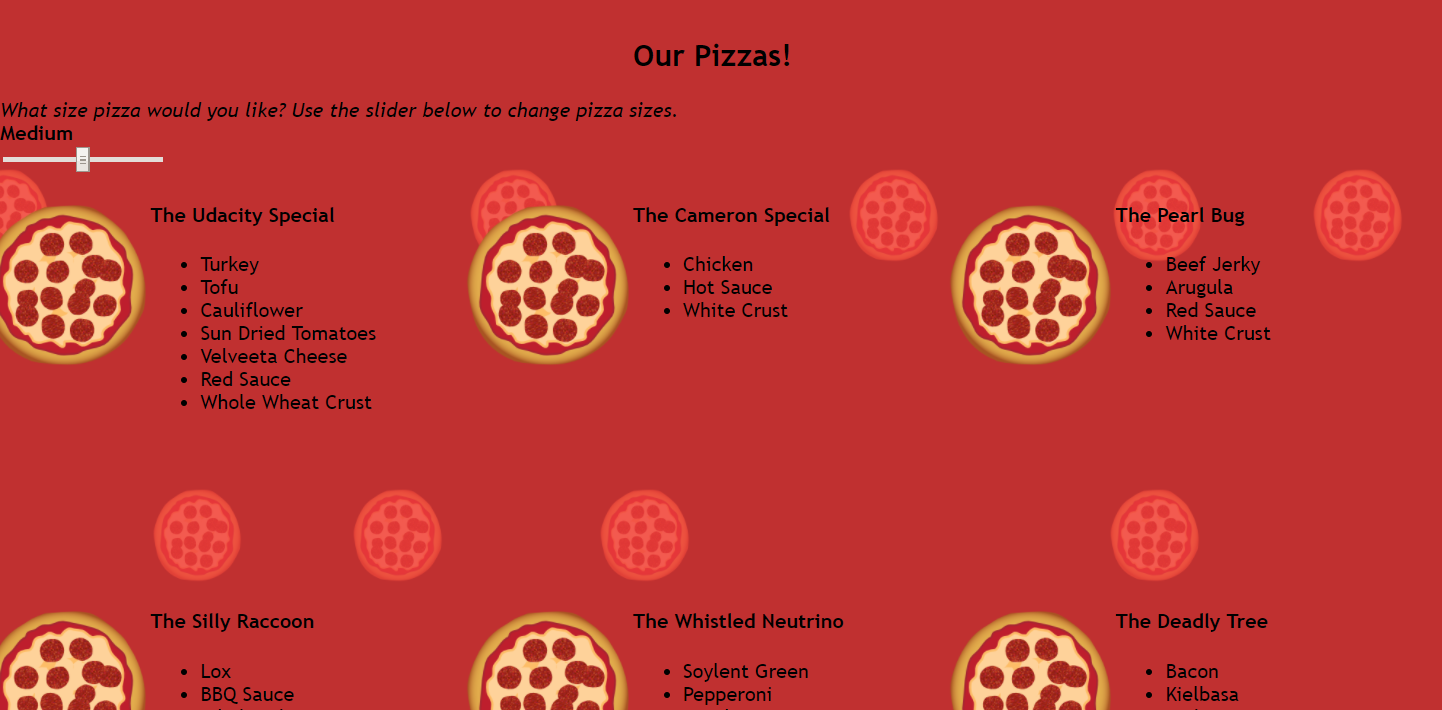 Our Pizzas!
What size pizza would you like? Use the slider below to change pizza sizes.
Medium
The Udacity Special
Turkey
Tofu
Cauliflower
Sun Dried Tomatoes
Velveeta Cheese
Red Sauce
Whole Wheat Crust
The Cameron Special
Chicken
Hot Sauce
White Crust
The Pearl Bug
Beef Jerky
Arugula
Red Sauce
White Crust
The Silly Raccoon
Lox
BBQ Sauce
The Whistled Neutrino
Soylent Green
Pepperoni
The Deadly Tree
Bacon
Kielbasa